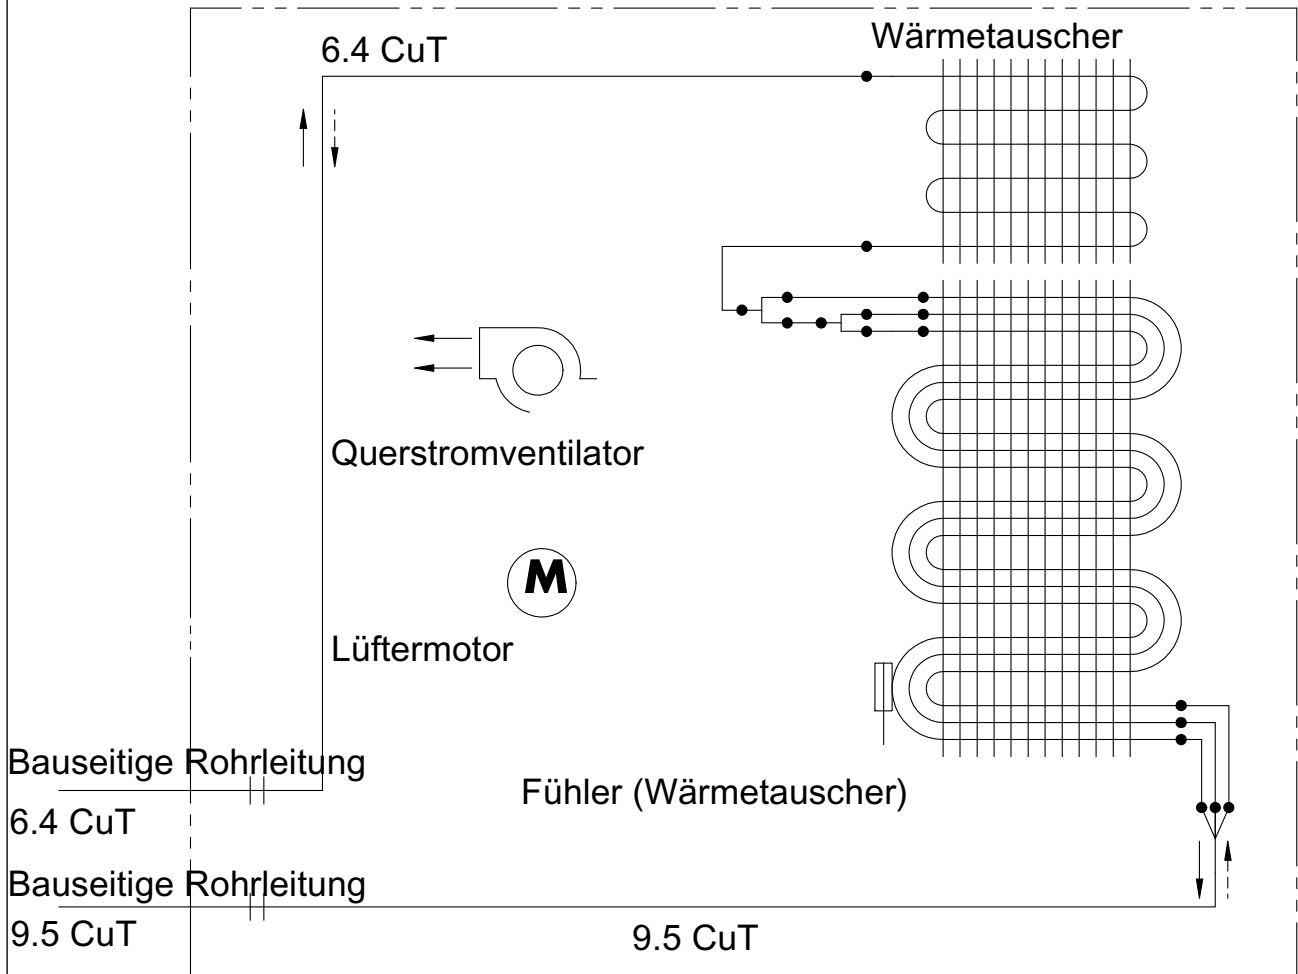 Wärmetauscher
6.4 CuT
Querstromventilator
M
Lüftermotor
Bauseitige Rohrleitung
Fühler (Wärmetauscher)
6.4 CuT
Bauseitige Rohrleitung
9.5 CuT
9.5 CuT